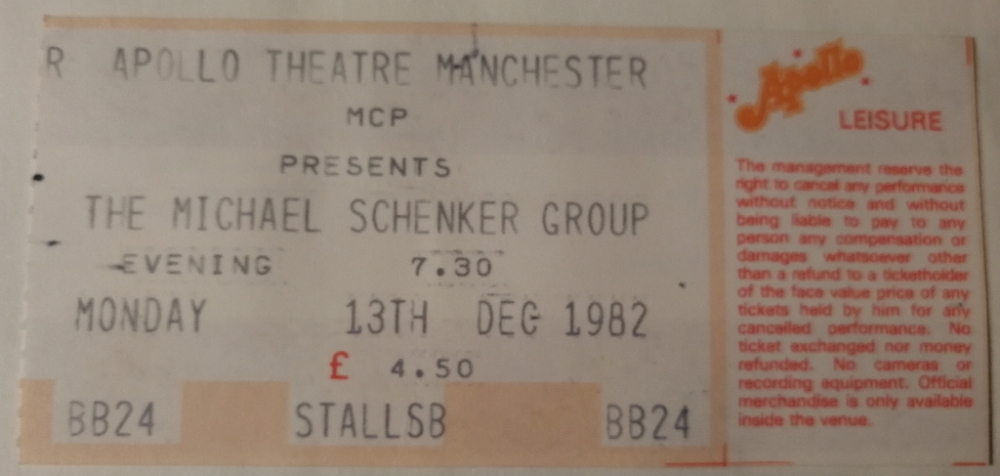 R APOLLO THEATRE MANCHESTER
MCP
PRESENTS
THE MICHAEL SCHENKER GROUP
EVENING 7.30
MONDAY 13TH DEC 1982
£ 4.50
BB24 STALLSB BB24
Apollo
LEISURE
The management reserve the
right to cancel any performance
without notice and without
being liable to pay to any
person any compensation or
damages whatsoever other
than a refund to a ticketholder
of the face value price of any
tickets held by him for any
cancelled performance. No
ticket exchanged nor money
refunded. No cameras or
recording equipment. Official
merchandise is only available
inside the venue.